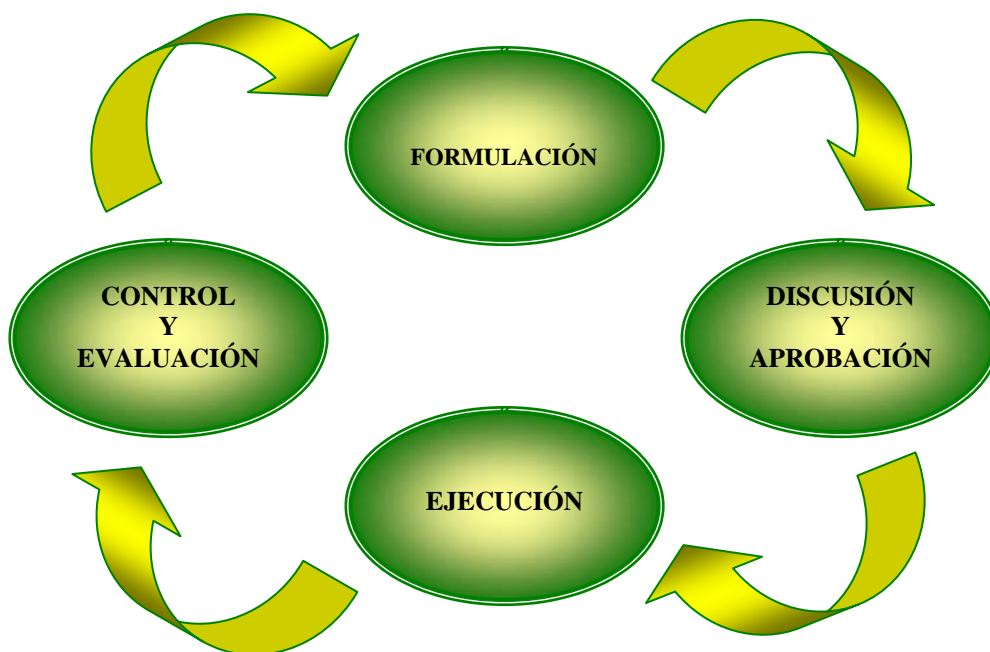 FORMULACIÓN
DISCUSIÓN
Y
APROBACIÓN
EJECUCIÓN
CONTROL
Y
EVALUACIÓN